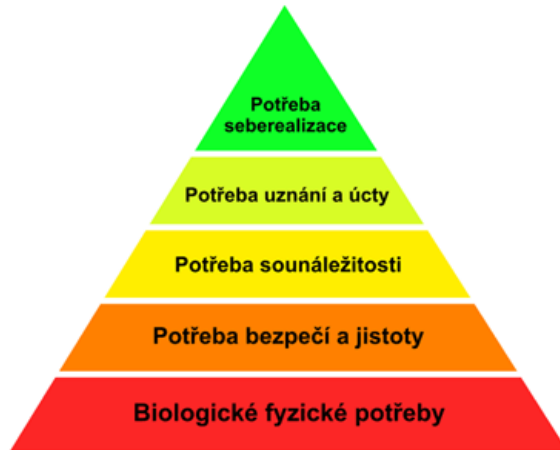 Potřeba
seberealizace
Potřeba uznání a úcty
Potřeba sounáležitosti
Potřeba bezpečí a jistoty
Biologické fyzické potřeby